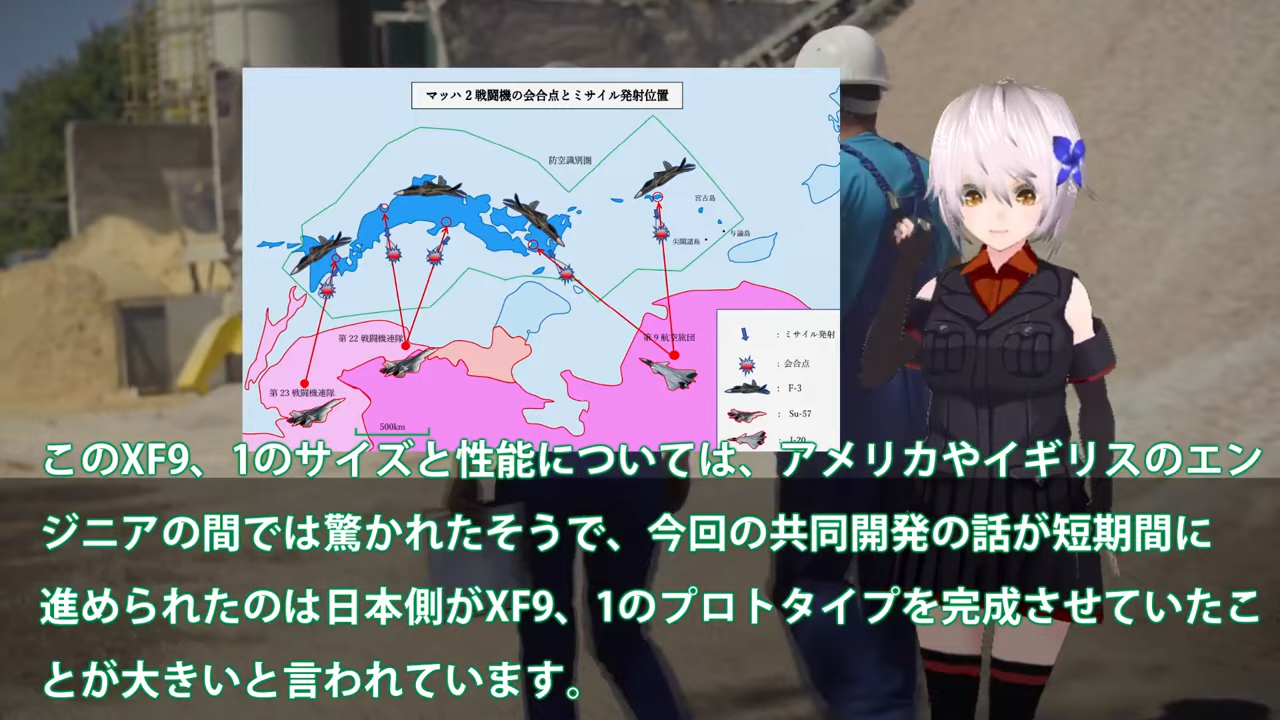 マッハ2戦闘機の会合点とミサイル発射位置
防空識別圏
宮古島
与論島
尖閣諸島
第22戦闘機連隊
第9航空旅団
第23戦闘機連隊
500km
：ミサイル発射
：会合点
： F-3
： Su-57
： J-20
このXF9、1のサイズと性能については、アメリカやイギリスのエン
ジニアの間では驚かれたそうで、今回の共同開発の話が短期間に
進められたのは日本側がXF9、1のプロトタイプを完成させていたこ
とが大きいと言われています。